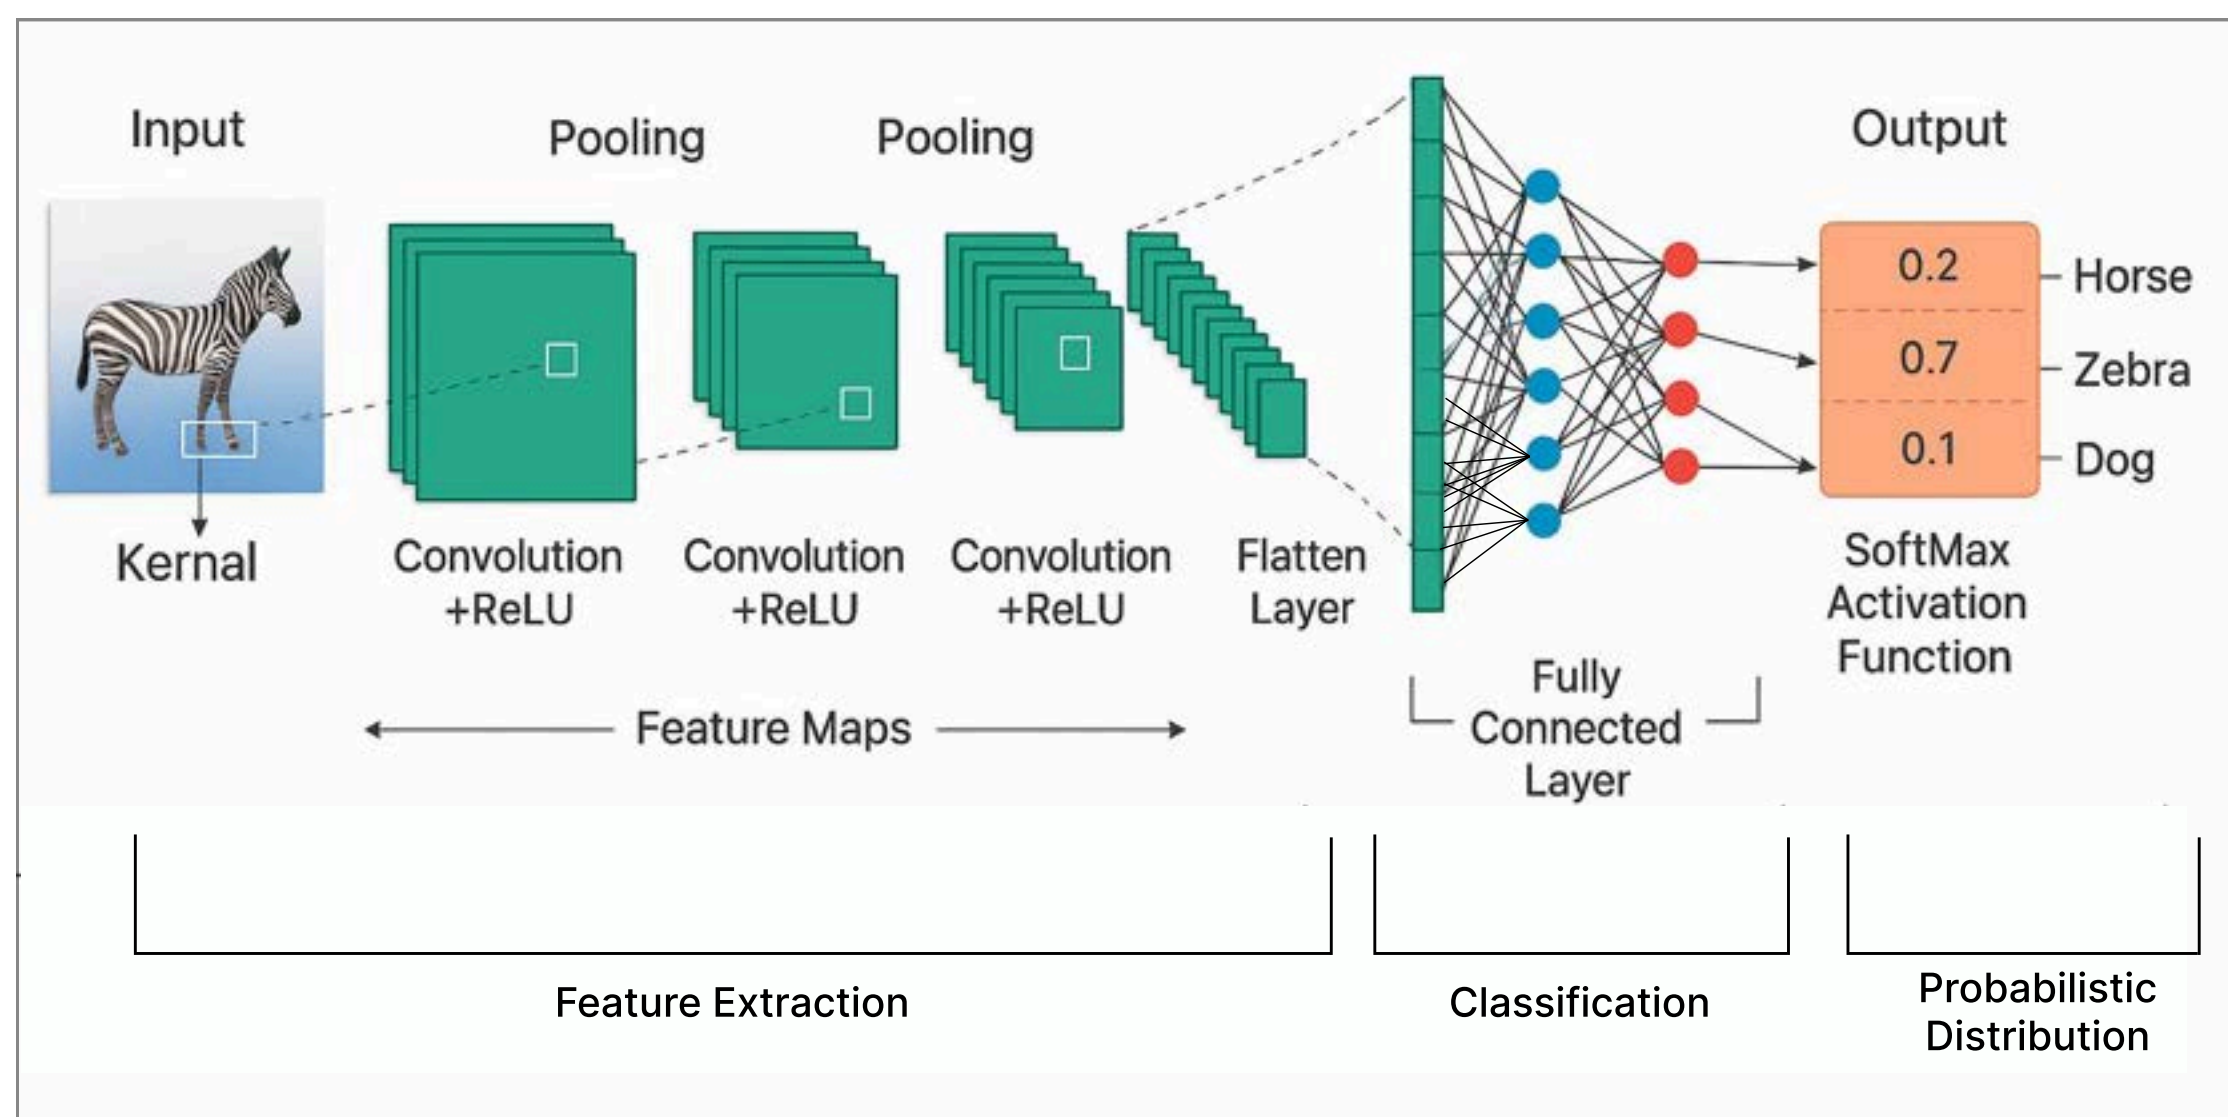 Input
Pooling
Pooling
Output
0.2
Horse
0.7
Zebra
0.1
Dog
Kernal
Convolution
+ReLU
Convolution
+ReLU
Convolution
+ReLU
Flatten
Layer
SoftMax
Activation
Function
Feature Maps
Fully
Connected
Layer
Feature Extraction
Classification
Probabilistic
Distribution